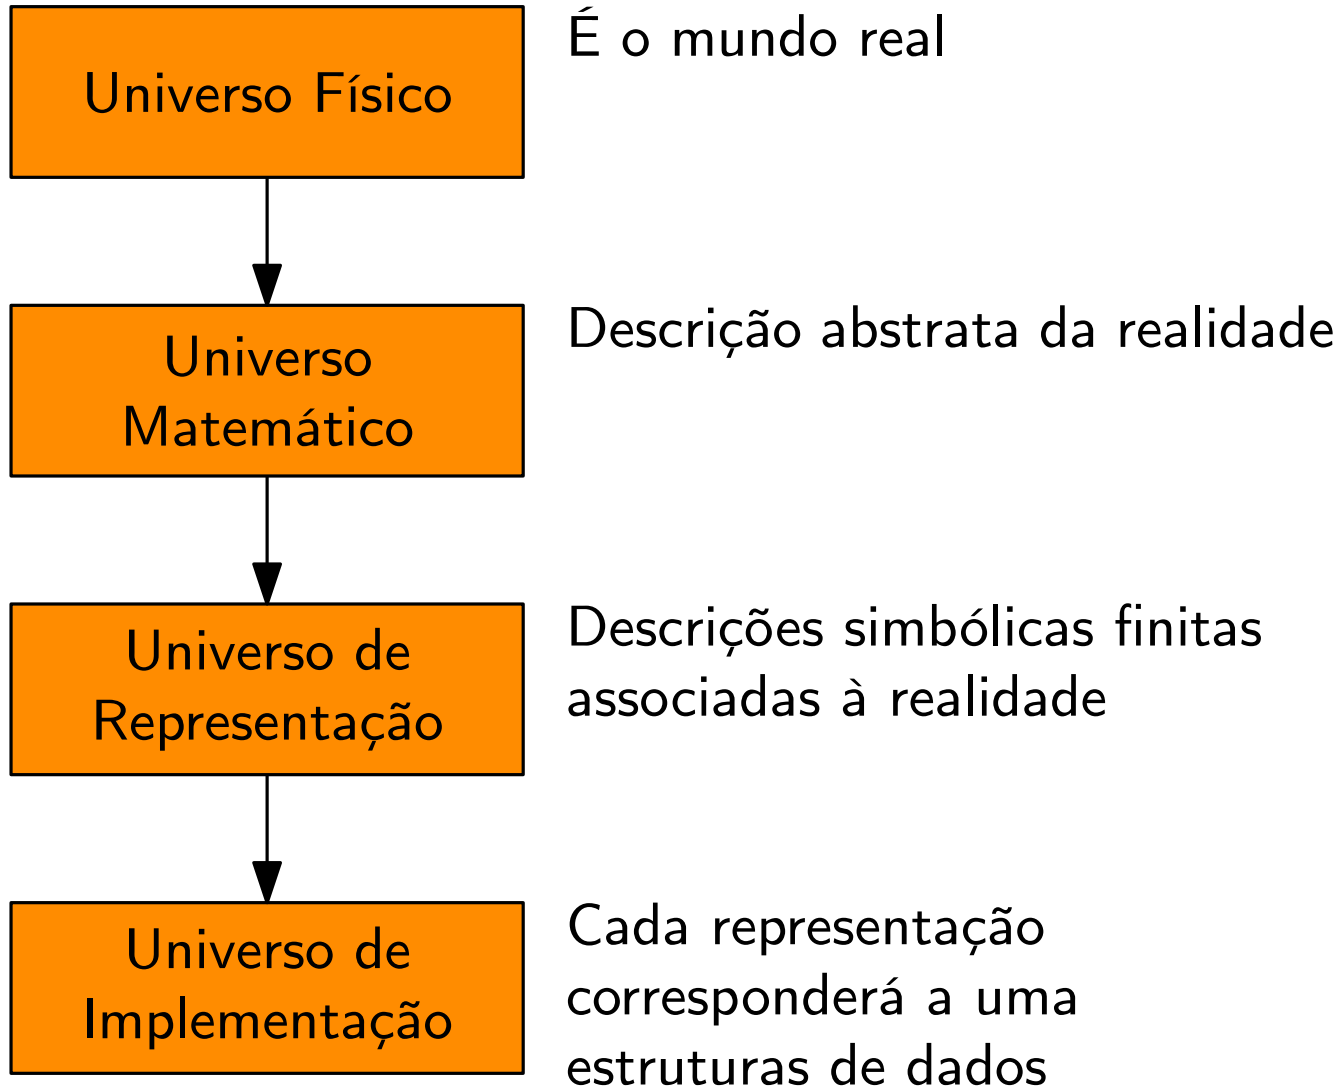 Universo Físico
É o mundo real
Universo
Matemático
Descrição abstrata da realidade
Universo de
Representação
Descrições simbólicas finitas
associadas à realidade
Universo de
Implementação
Cada representação
corresponderá a uma
estruturas de dados